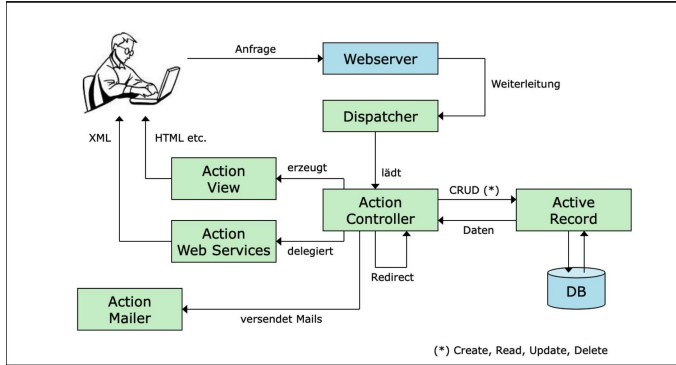 Anfrage
Webserver
Weiterleitung
Dispatcher
XML
HTML etc.
lädt
Action
View
erzeugt
Action
Controller
CRUD (*)
Active
Record
Daten
Action
Web Services
delegiert
Redirect
DB
Action
Mailer
versendet Mails
(*) Create, Read, Update, Delete